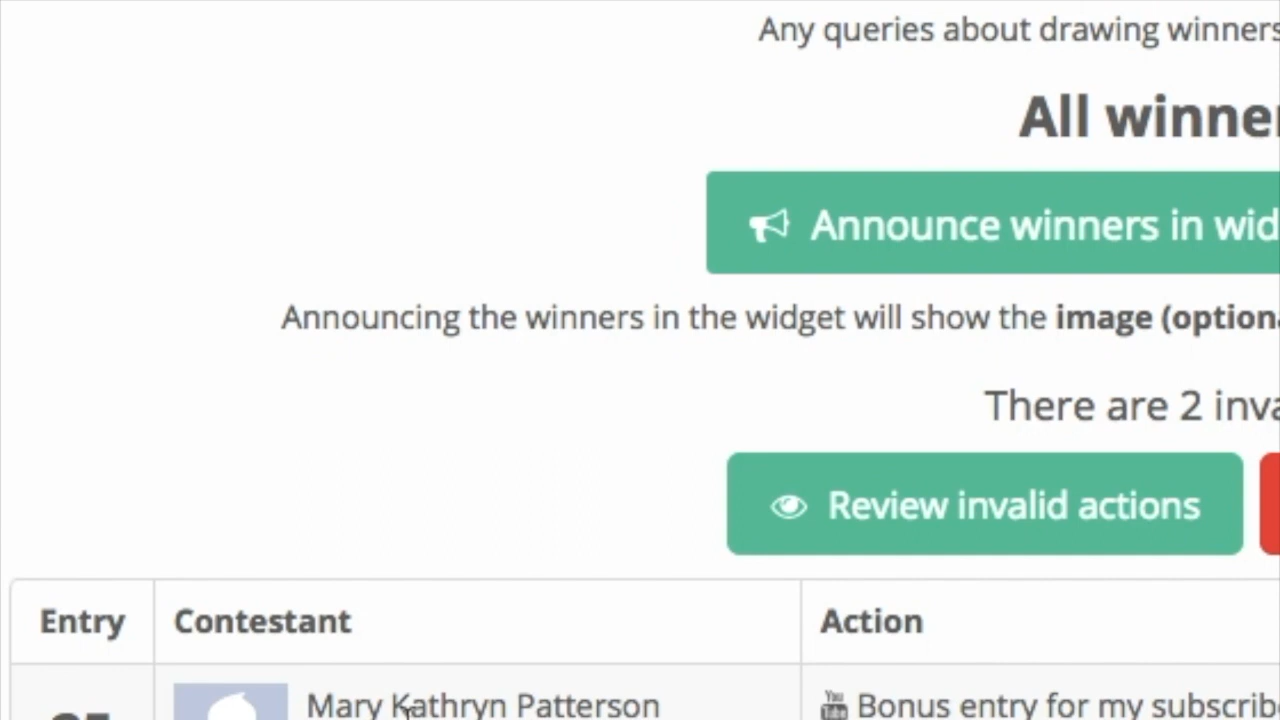 Any queries about drawing winners
All winner
Announce winners in wid
Announcing the winners in the widget will show the image (optiona
There are 2 inva
Review invalid actions
Entry Contestant Action
Mary Kathryn Patterson You Tube Bonus entry for my subscrib